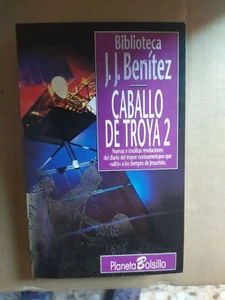 Biblioteca
J. J. Benítez
CABALLO
DE TROYA 2
Nuevas e insólitas revelaciones
del diario del mayor norteamericano que
«saltó» a los tiempos de Jesucristo.
Planeta Bolsillo